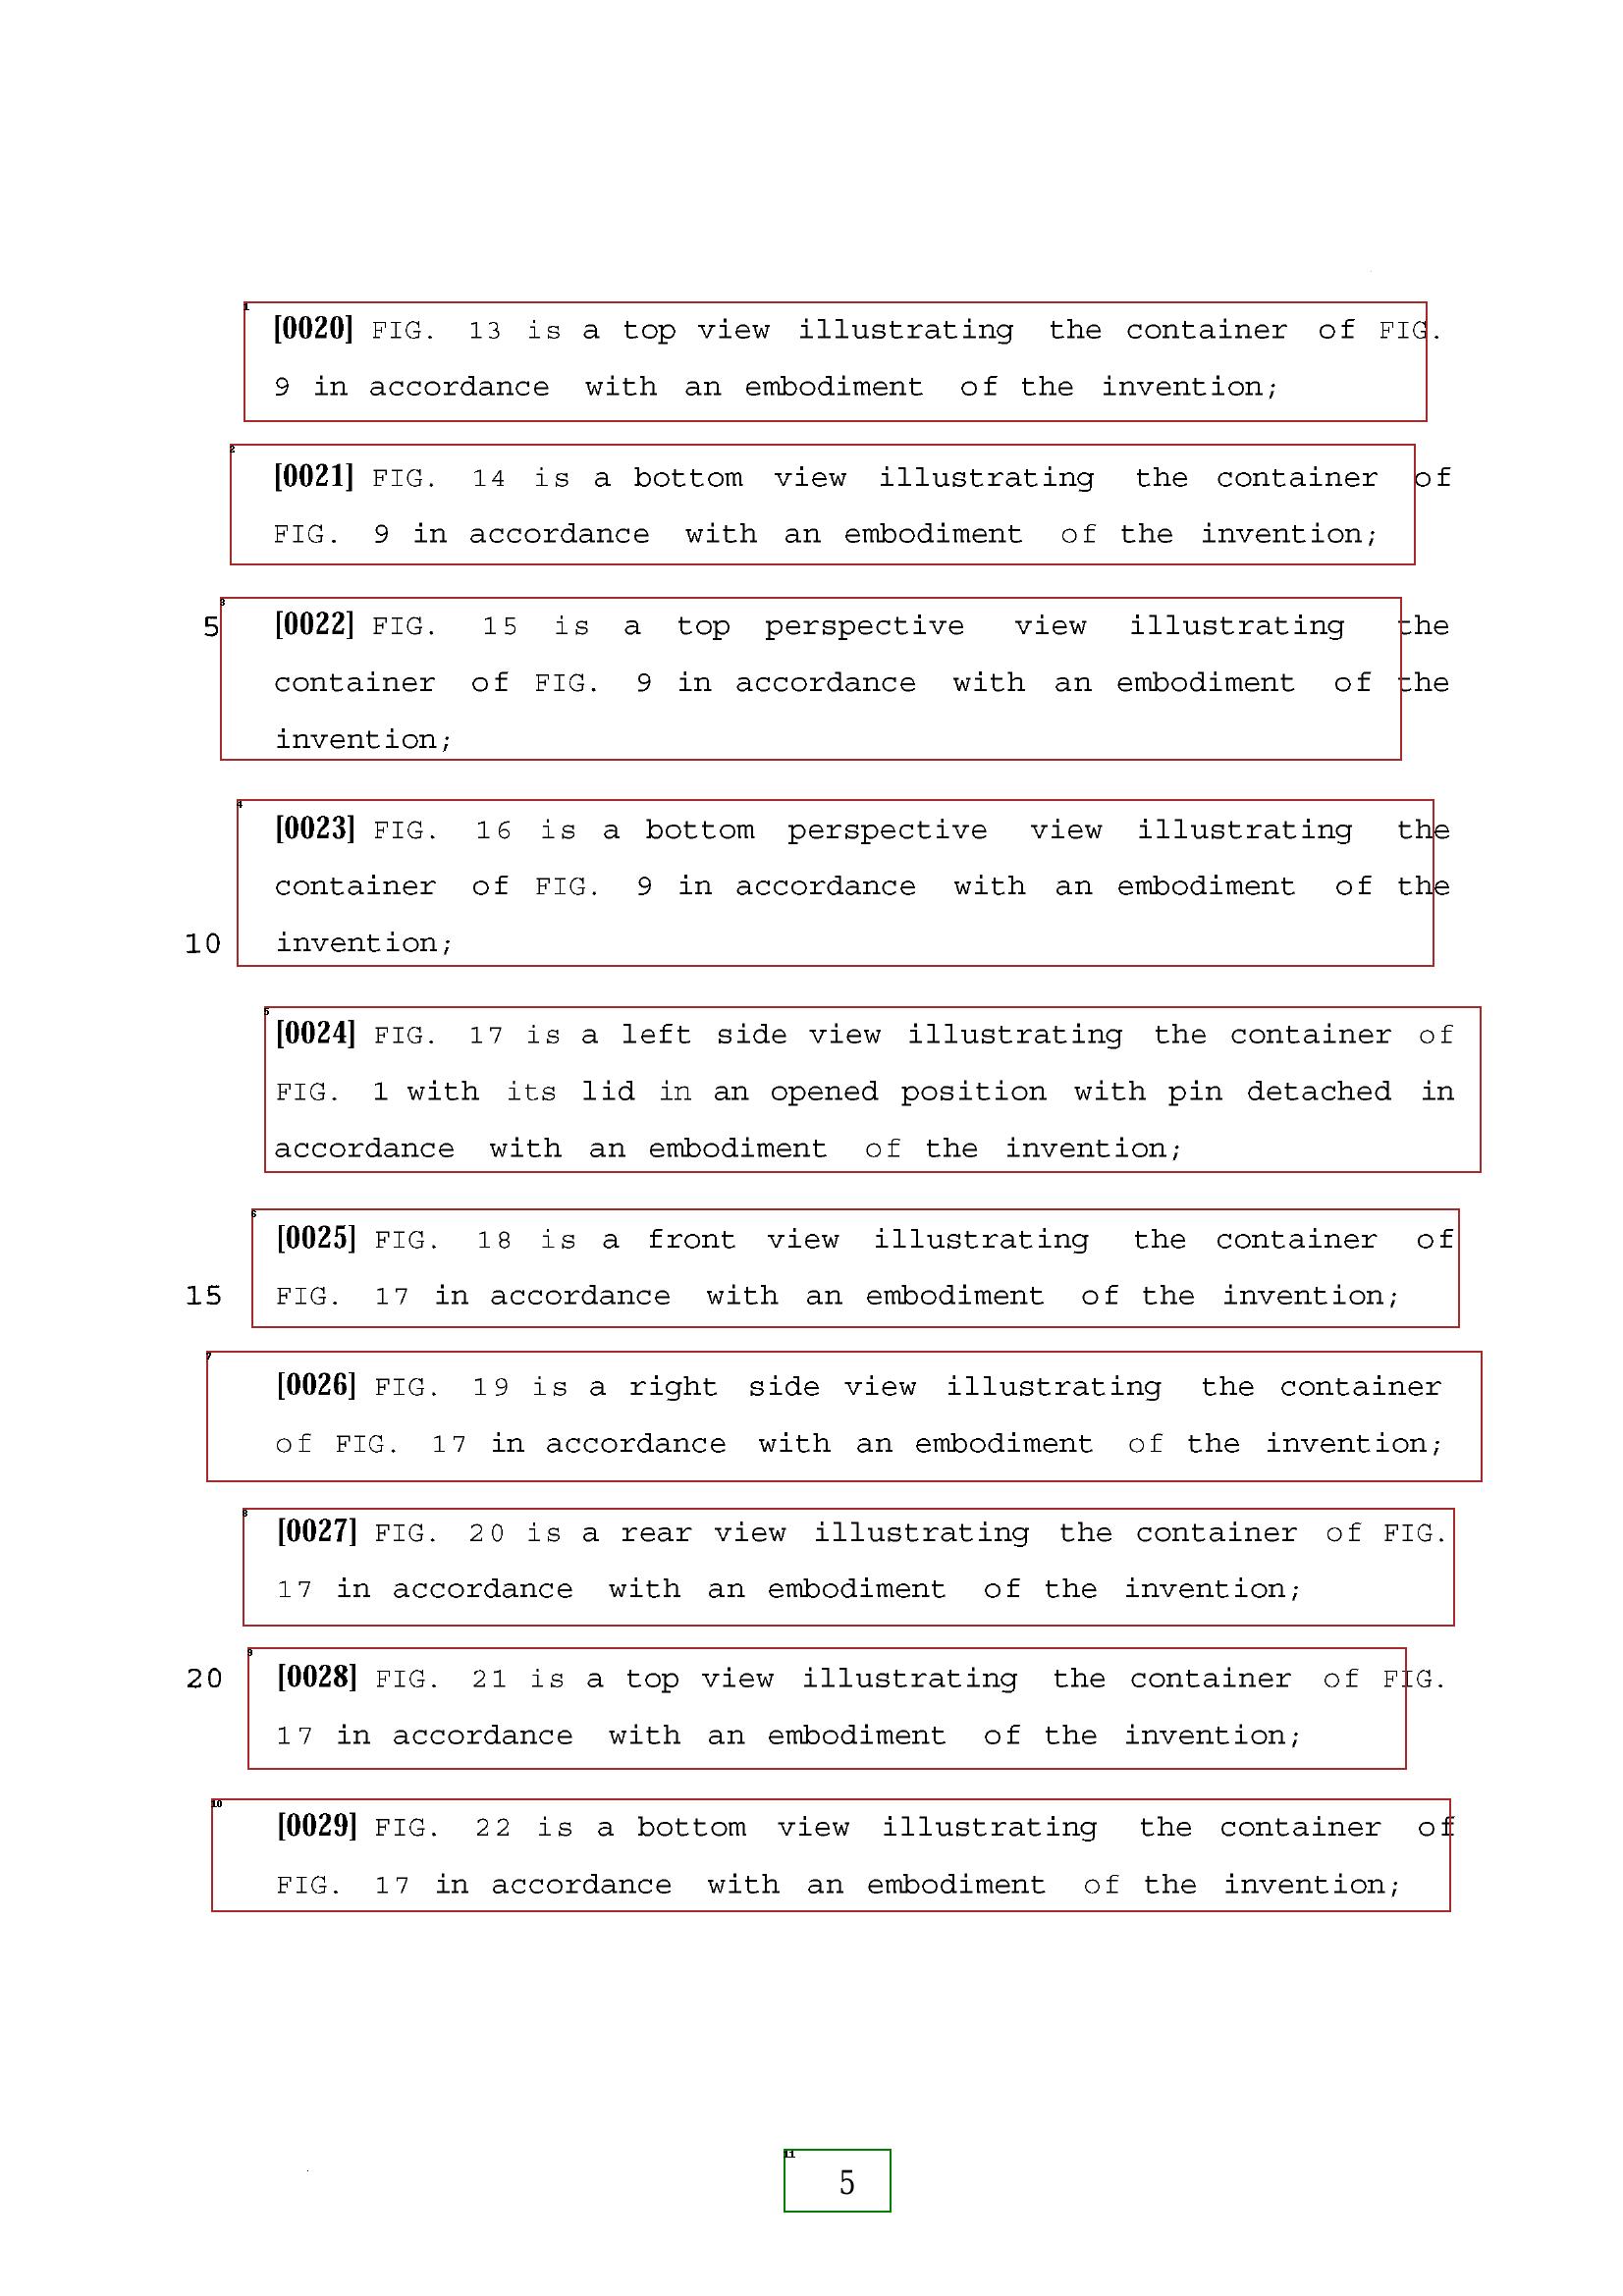 1
[0020] FIG. 13 is a top view illustrating the container of FIG.
9 in accordance with an embodiment of the invention;
2
[0021] FIG. 14 is a bottom view illustrating the container of
FIG. 9 in accordance with an embodiment of the invention;
3
5 [0022] FIG. 15 is a top perspective view illustrating the
container of FIG. 9 in accordance with an embodiment of the
invention;
4
[0023] FIG. 16 is a bottom perspective view illustrating the
container of FIG. 9 in accordance with an embodiment of the
10 invention;
5
[0024] FIG. 17 is a left side view illustrating the container of
FIG. 1 with its lid in an opened position with pin detached in
accordance with an embodiment of the invention;
6
[0025] FIG. 18 is a front view illustrating the container of
15 FIG. 17 in accordance with an embodiment of the invention;
7
[0026] FIG. 19 is a right side view illustrating the container
of FIG. 17 in accordance with an embodiment of the invention;
8
[0027] FIG. 20 is a rear view illustrating the container of FIG.
17 in accordance with an embodiment of the invention;
9
20 [0028] FIG. 21 is a top view illustrating the container of FIG.
17 in accordance with an embodiment of the invention;
10
[0029] FIG. 22 is a bottom view illustrating the container of
FIG. 17 in accordance with an embodiment of the invention;
11
5